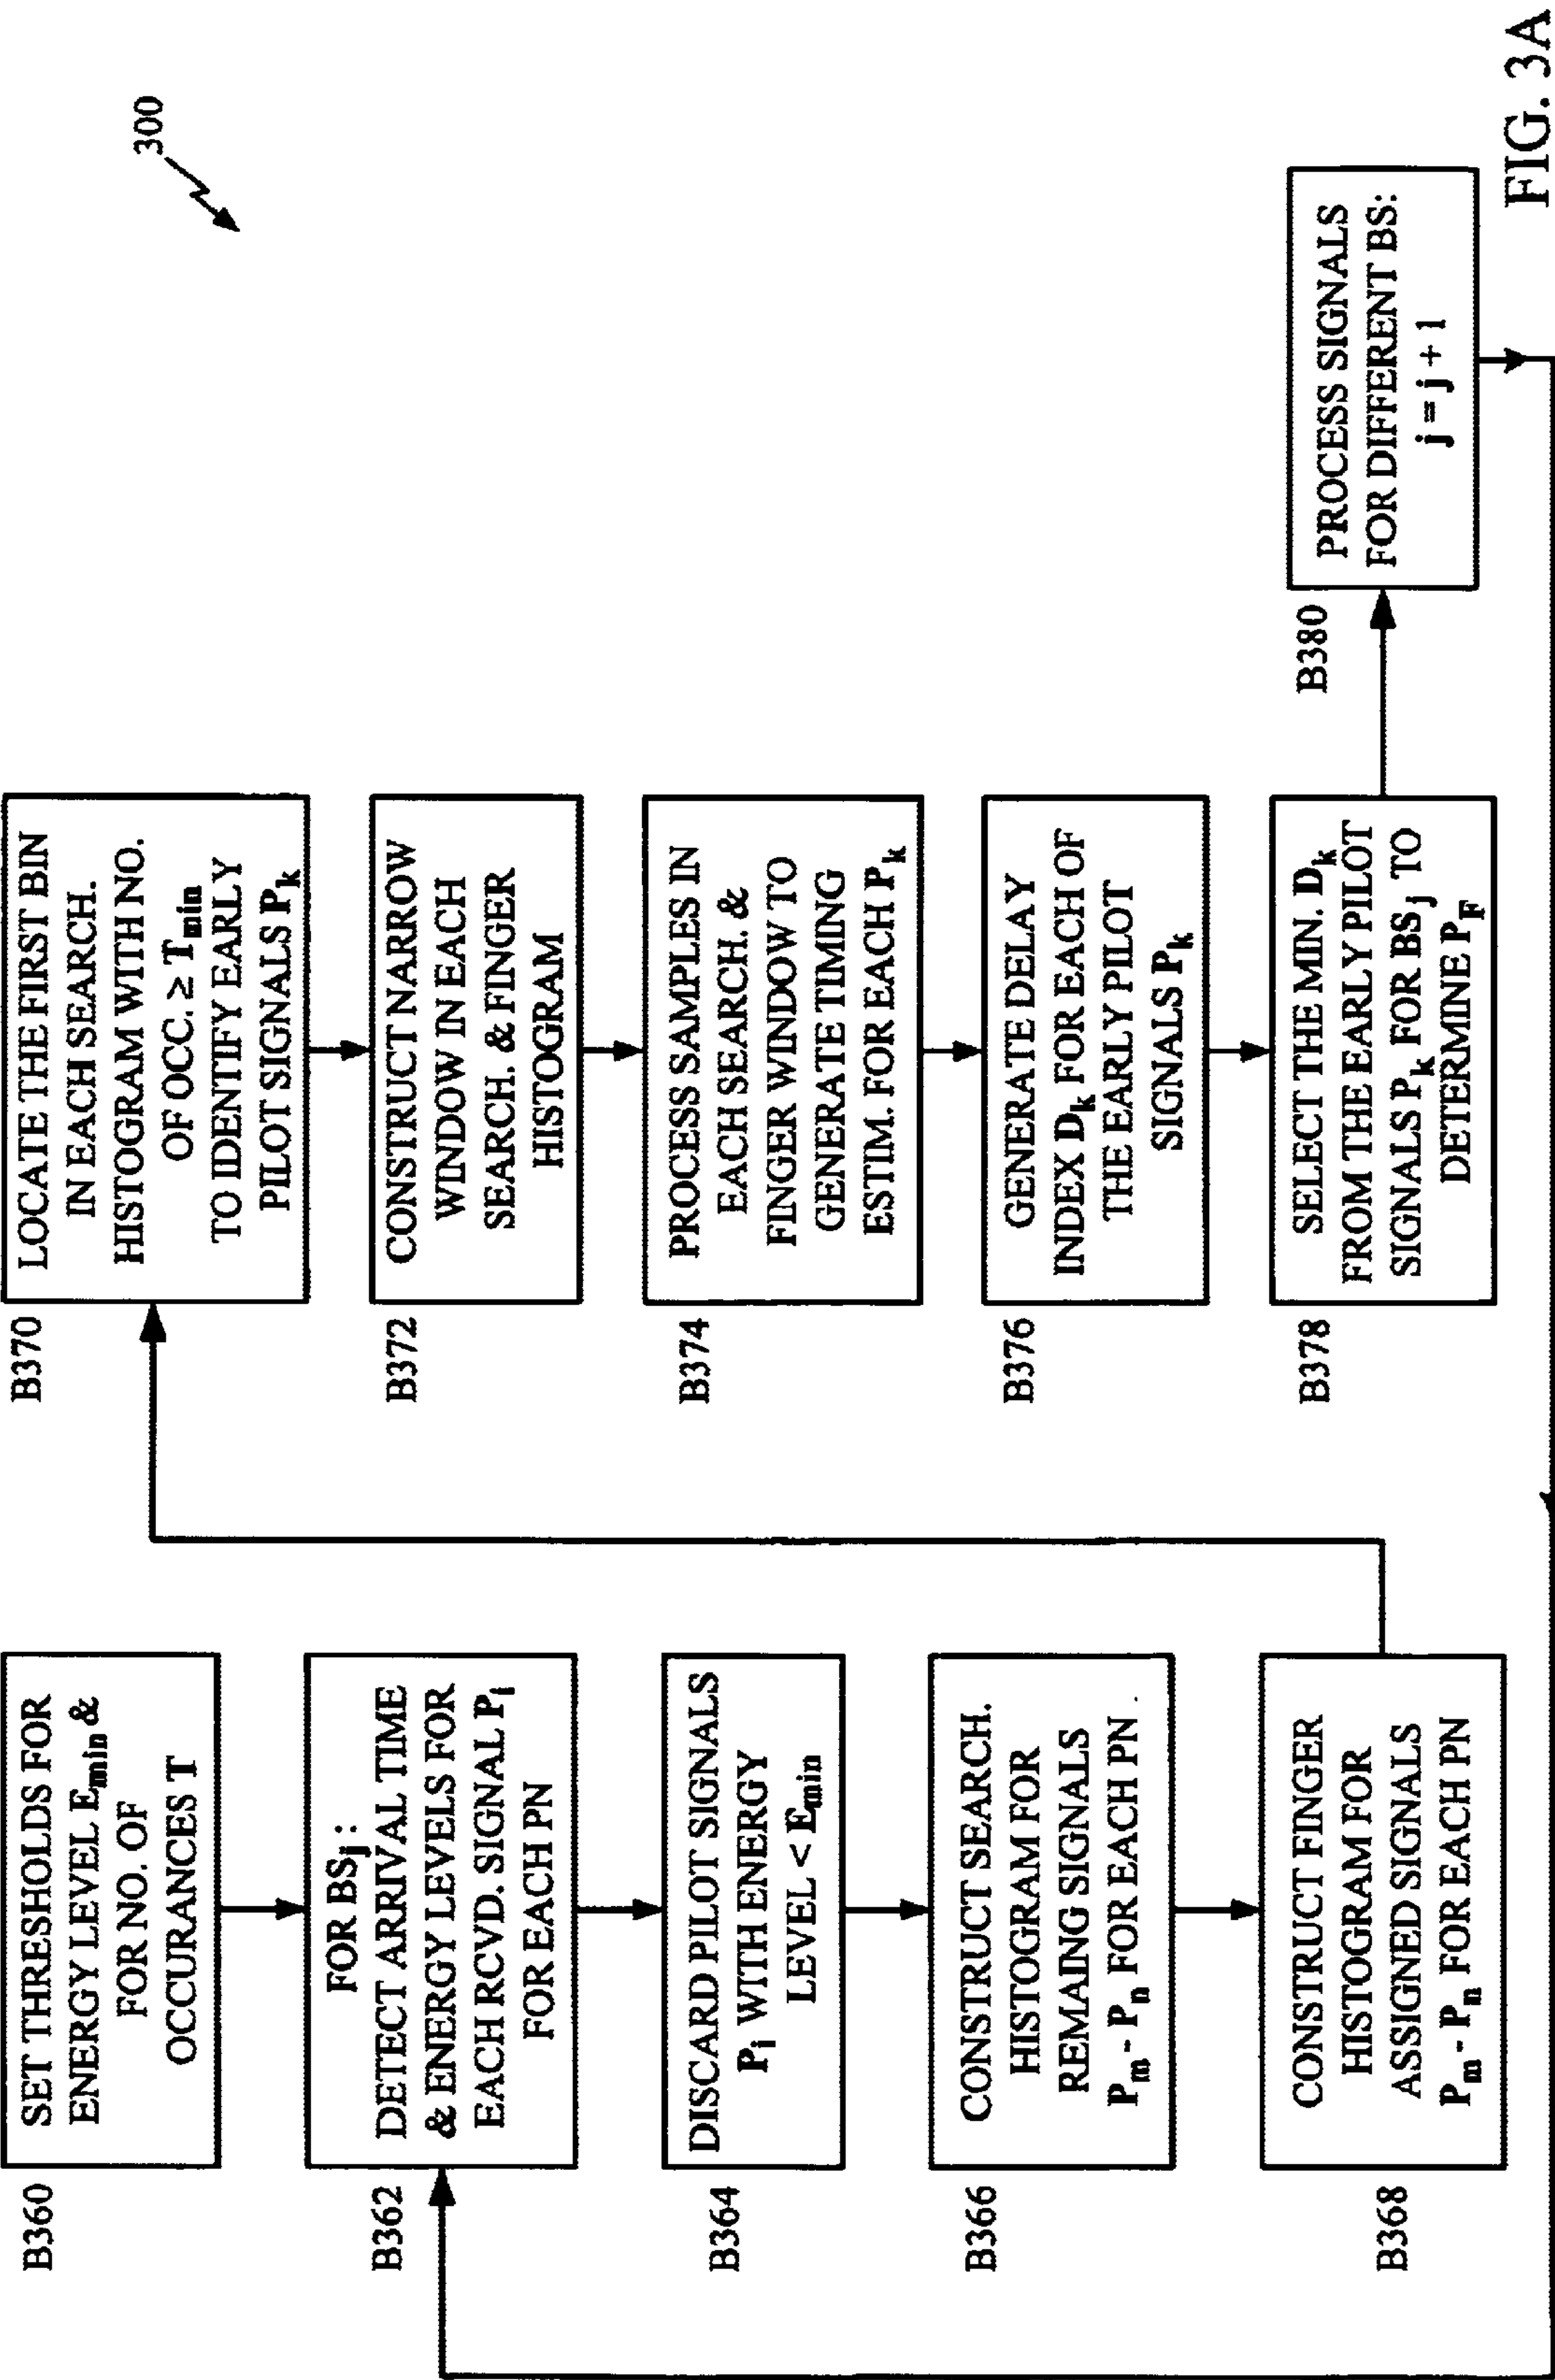 300
B360
SET THRESHOLDS FOR
ENERGY LEVEL Emin &
FOR NO. OF
OCCURANCES T
B362
FOR BSj :
DETECT ARRIVAL TIME
& ENERGY LEVELS FOR
EACH RCVD. SIGNAL Pi
FOR EACH PN
B364
DISCARD PILOT SIGNALS
Pi WITH ENERGY
LEVEL < Emin
B366
CONSTRUCT SEARCH.
HISTOGRAM FOR
REMAINING SIGNALS
Pm - Pn FOR EACH PN .
B368
CONSTRUCT FINGER
HISTOGRAM FOR
ASSIGNED SIGNALS
Pm - Pn FOR EACH PN
B370
LOCATE THE FIRST BIN
IN EACH SEARCH.
HISTOGRAM WITH NO.
OF OCC. ≥ Tmin
TO IDENTIFY EARLY
PILOT SIGNALS Pk
B372
CONSTRUCT NARROW
WINDOW IN EACH
SEARCH. & FINGER
HISTOGRAM
B374
PROCESS SAMPLES IN
EACH SEARCH. &
FINGER WINDOW TO
GENERATE TIMING
ESTIM. FOR EACH Pk
B376
GENERATE DELAY
INDEX Dk FOR EACH OF
THE EARLY PILOT
SIGNALS Pk
B378
SELECT THE MIN. Dk
FROM THE EARLY PILOT
SIGNALS Pk FOR BSj TO
DETERMINE PF
B380
PROCESS SIGNALS
FOR DIFFERENT BS:
j = j + 1
FIG. 3A